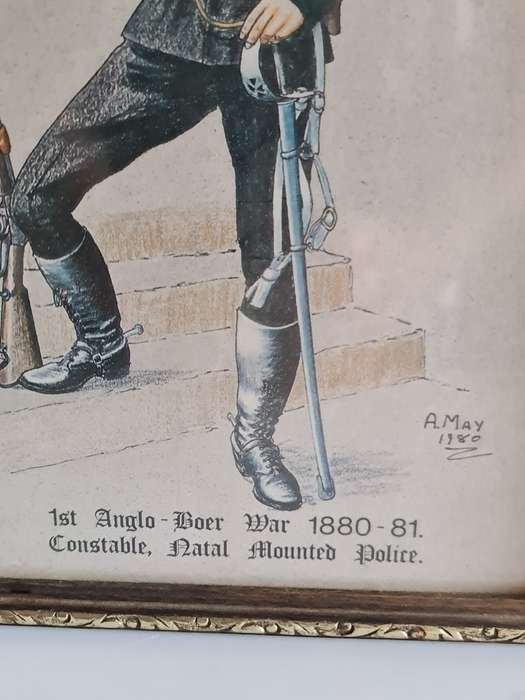 A. MAY
1980
1st Anglo-Boer War 1880-81.
Constable, Natal Mounted Police.